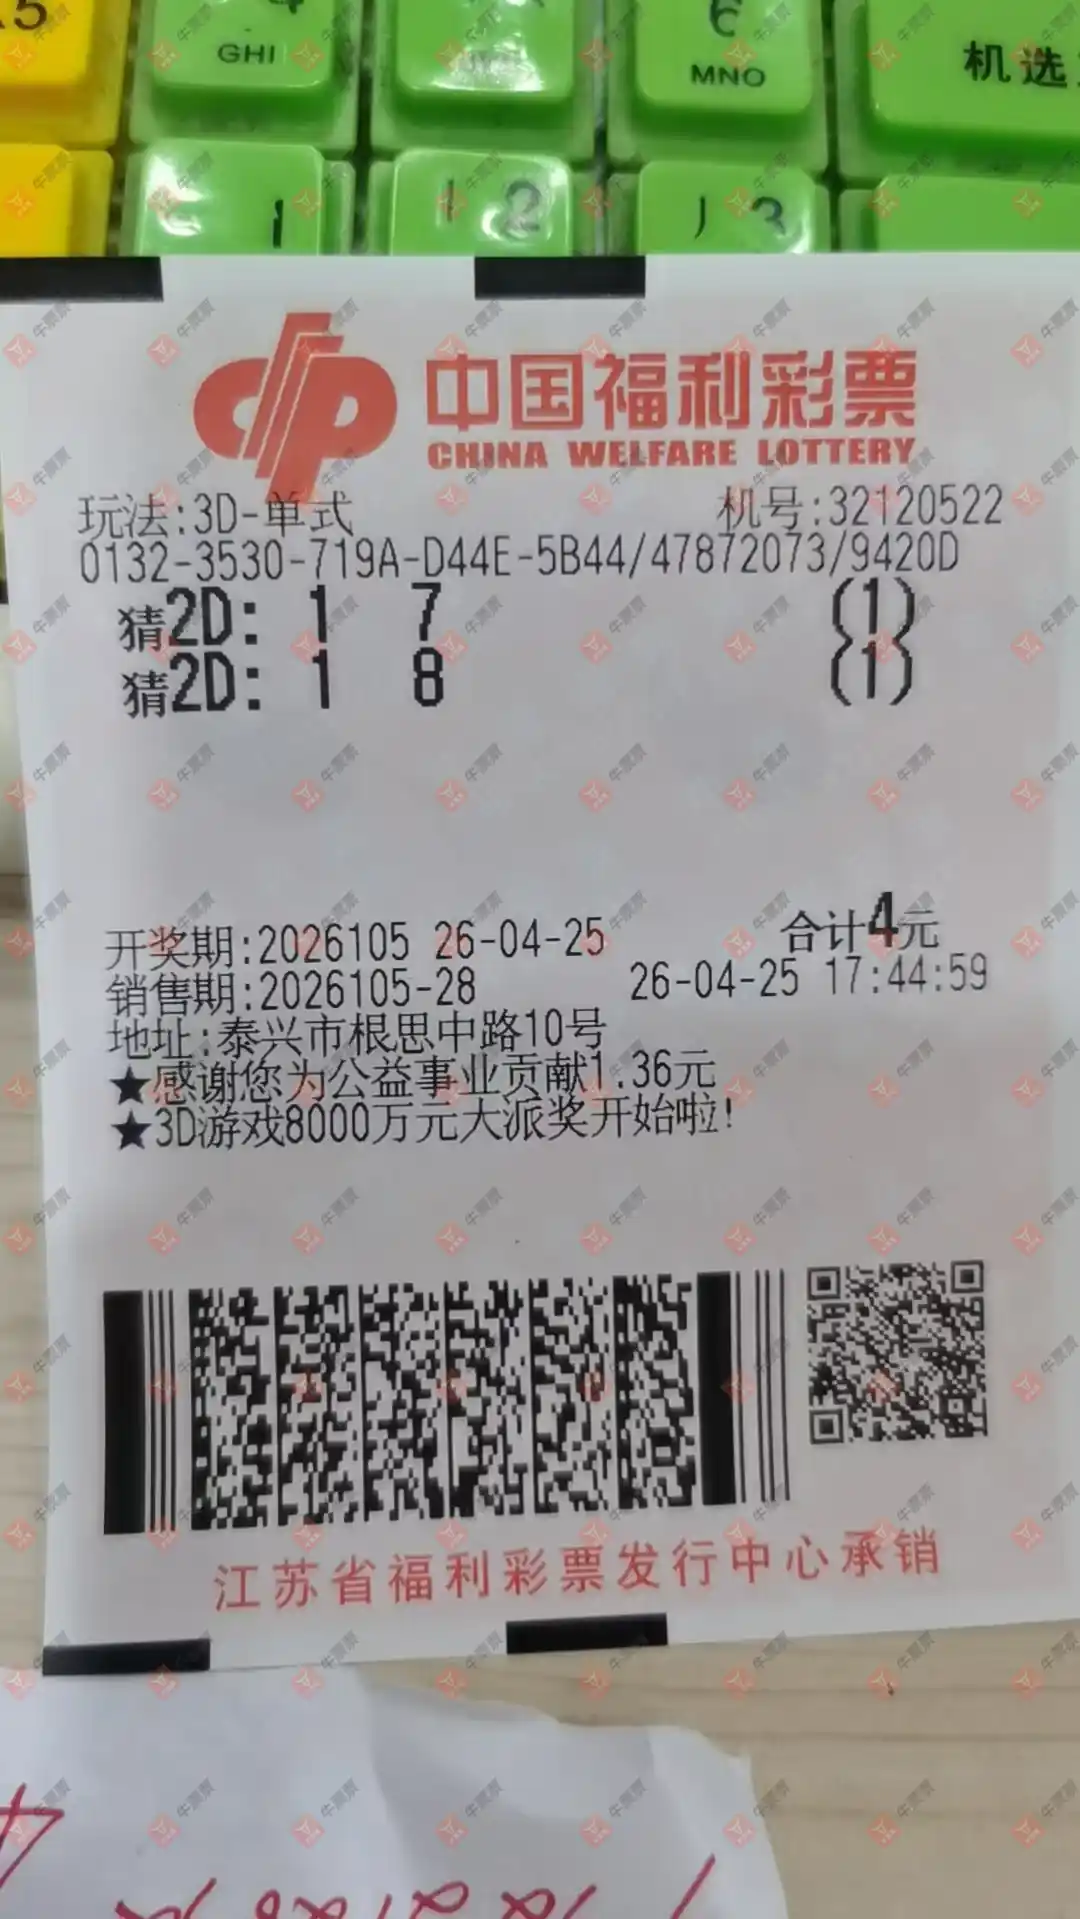 .5
4
GHI
6
MNO
机选
1
2
3
中国福利彩票
CHINA WELFARE LOTTERY
玩法:3D-单式 机号:32120522
0132-3530-719A-D44E-5B44/47872073/9420D
猜2D: 1 7 (1)
猜2D: 1 8 (1)
开奖期:2026105 26-04-25 合计4元
销售期:2026105-28 26-04-25 17:44:59
地址:泰兴市根思中路10号
★感谢您为公益事业贡献1.36元
★3D游戏8000万元大派奖开始啦!
江苏省福利彩票发行中心承销
牛票票